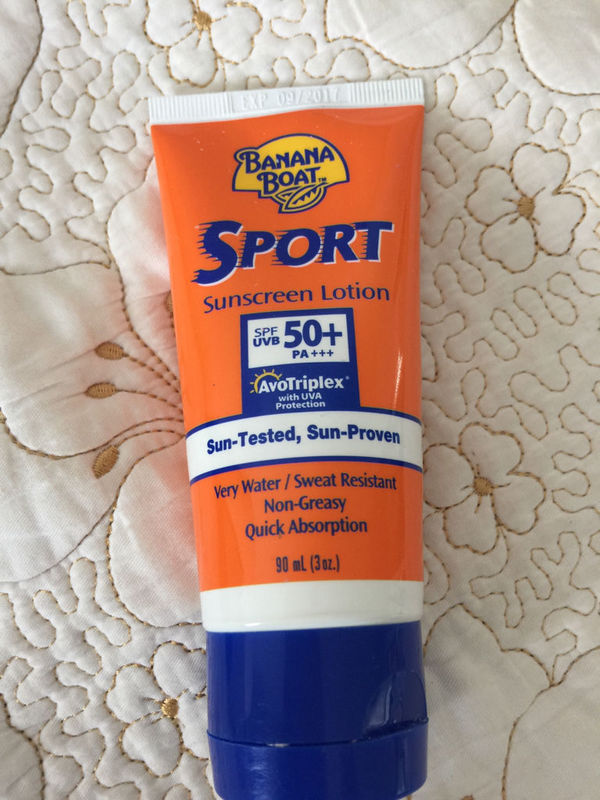 EXP 09/2017
BANANA
BOAT™
SPORT
Sunscreen Lotion
SPF
UVB 50+
PA+++
AvoTriplex®
with UVA
Protection
Sun-Tested, Sun-Proven
Very Water / Sweat Resistant
Non-Greasy
Quick Absorption
90 mL (3 oz.)